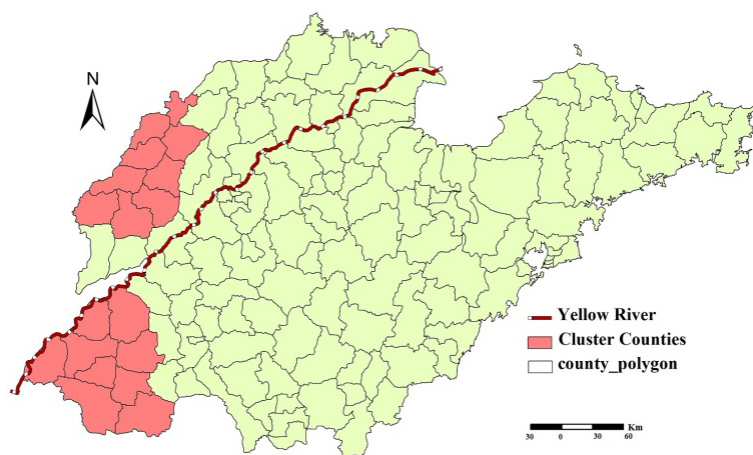 N
Yellow River
Cluster Counties
county_polygon
Km
30 0 30 60